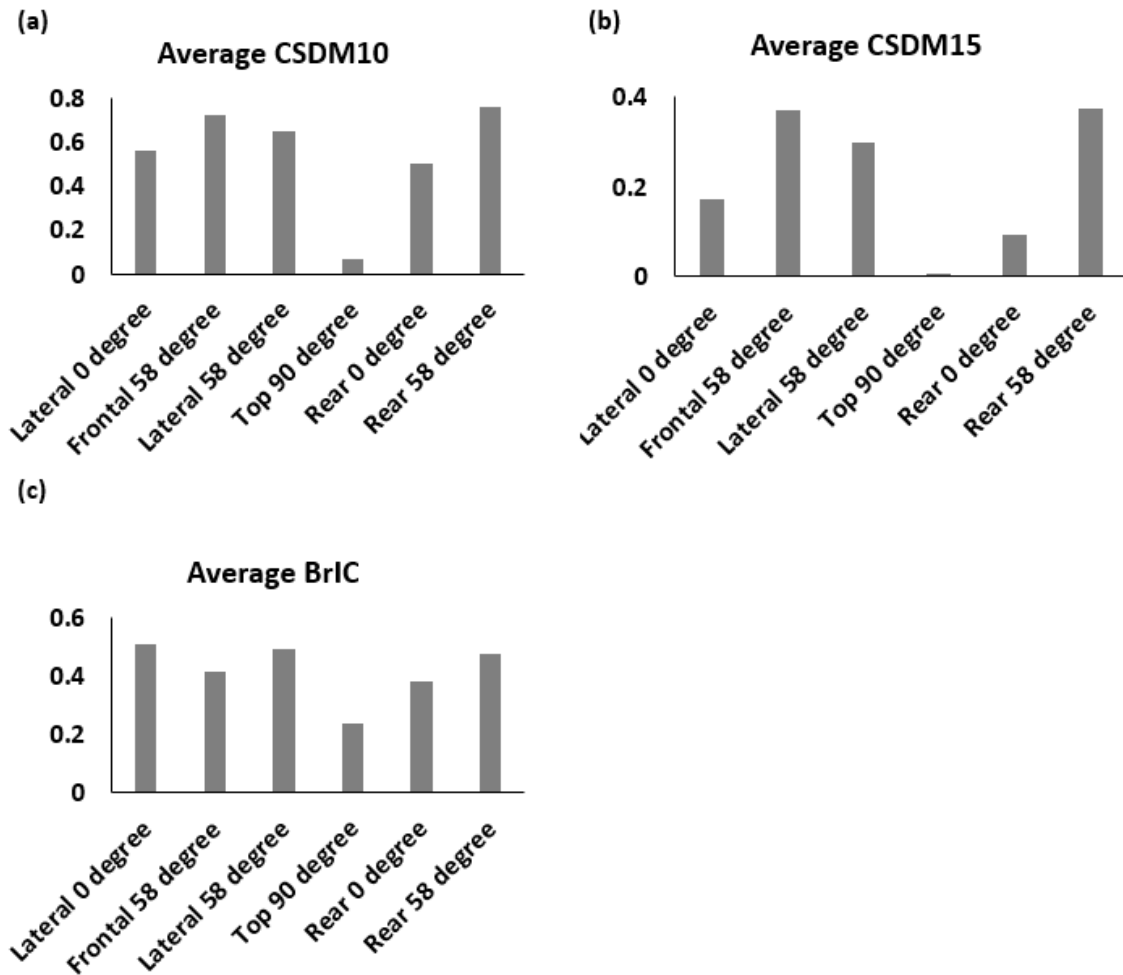 (a)
Average CSDM10
0.8
0.6
0.4
0.2
0
Lateral 0 degree
Frontal 58 degree
Lateral 58 degree
Top 90 degree
Rear 0 degree
Rear 58 degree
(b)
Average CSDM15
0.4
0.2
0
Lateral 0 degree
Frontal 58 degree
Lateral 58 degree
Top 90 degree
Rear 0 degree
Rear 58 degree
(c)
Average BrIC
0.6
0.4
0.2
0
Lateral 0 degree
Frontal 58 degree
Lateral 58 degree
Top 90 degree
Rear 0 degree
Rear 58 degree